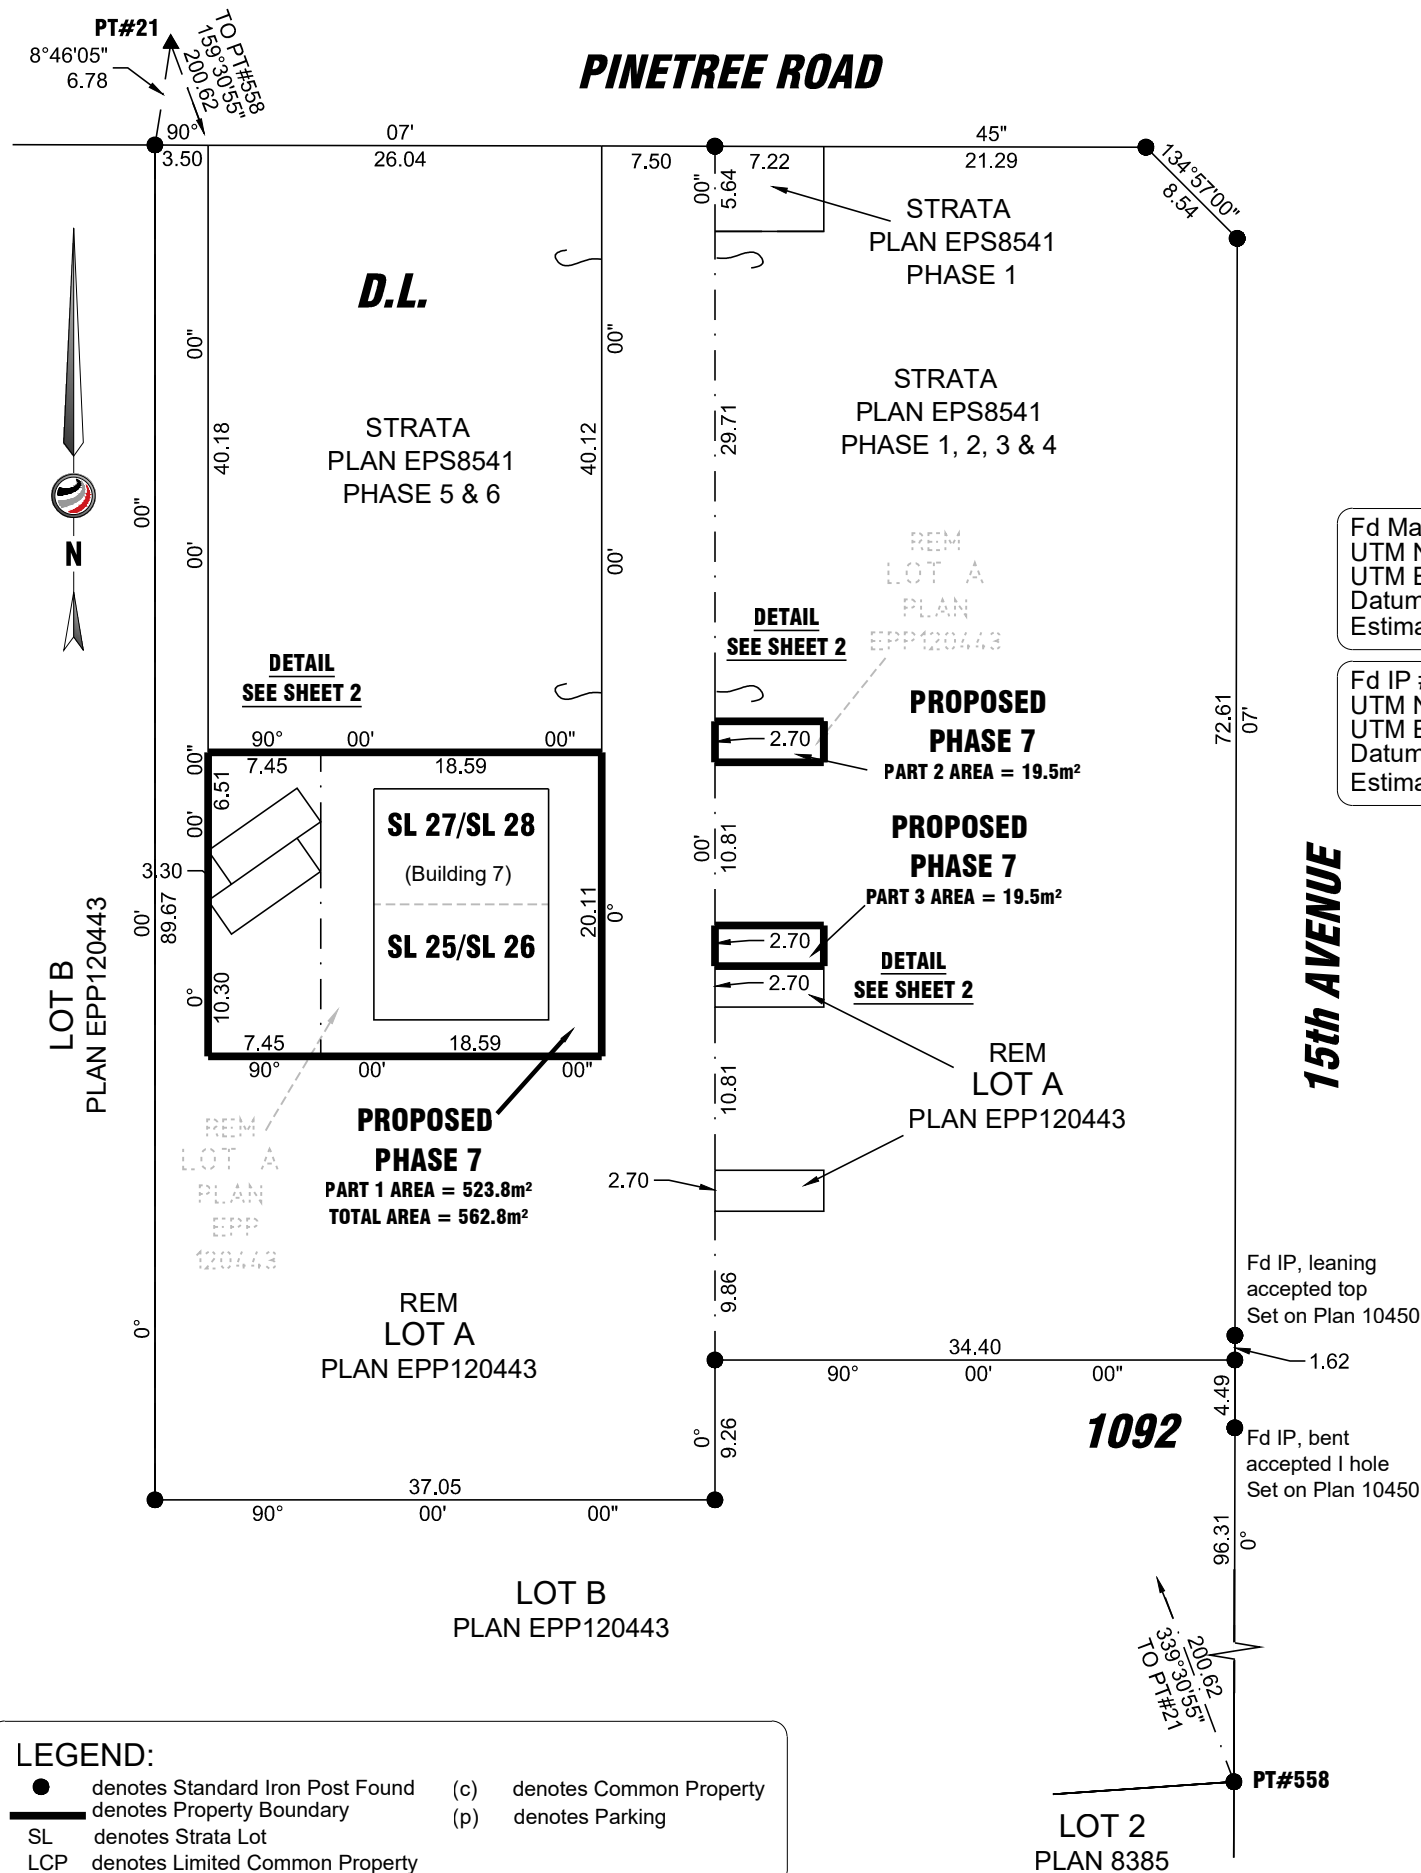 PT#21
8°46'05"
6.78
TO PT#558
159°30'55"
200.62
PINETREE ROAD
90° 07' 45"
3.50 26.04 7.50 7.22 21.29
134°57'00"
8.54
00"
5.64
STRATA
PLAN EPS8541
PHASE 1
D.L.
00"
00"
STRATA
PLAN EPS8541
PHASE 1, 2, 3 & 4
STRATA
PLAN EPS8541
PHASE 5 & 6
40.18
40.12
29.71
00"
00'
00'
N
REM
LOT A
PLAN
EPP120443
Fd Ma
UTM N
UTM E
Datum
Estima
Fd IP #
UTM N
UTM E
Datum
Estima
DETAIL
SEE SHEET 2
DETAIL
SEE SHEET 2
72.61
07'
PROPOSED
PHASE 7
PART 2 AREA = 19.5m²
2.70
90° 00' 00"
7.45 18.59
00"
6.51
00'
SL 27/SL 28
(Building 7)
SL 25/SL 26
3.30
00'
89.67
20.11
0°
0°
10.30
7.45 18.59
90° 00' 00"
00'
10.81
PROPOSED
PHASE 7
PART 3 AREA = 19.5m²
2.70
2.70
DETAIL
SEE SHEET 2
15th AVENUE
LOT B
PLAN EPP120443
REM
LOT A
PLAN EPP120443
10.81
REM
LOT A
PLAN
EPP
120443
PROPOSED
PHASE 7
PART 1 AREA = 523.8m²
TOTAL AREA = 562.8m²
2.70
9.86
0°
REM
LOT A
PLAN EPP120443
Fd IP, leaning
accepted top
Set on Plan 10450
34.40
90° 00' 00"
1.62
4.49
1092
0°
9.26
Fd IP, bent
accepted I hole
Set on Plan 10450
37.05
90° 00' 00"
96.31
0°
LOT B
PLAN EPP120443
200.62
339°30'55"
TO PT#21
PT#558
LOT 2
PLAN 8385
LEGEND:
denotes Standard Iron Post Found
denotes Property Boundary
SL denotes Strata Lot
LCP denotes Limited Common Property
(c) denotes Common Property
(p) denotes Parking